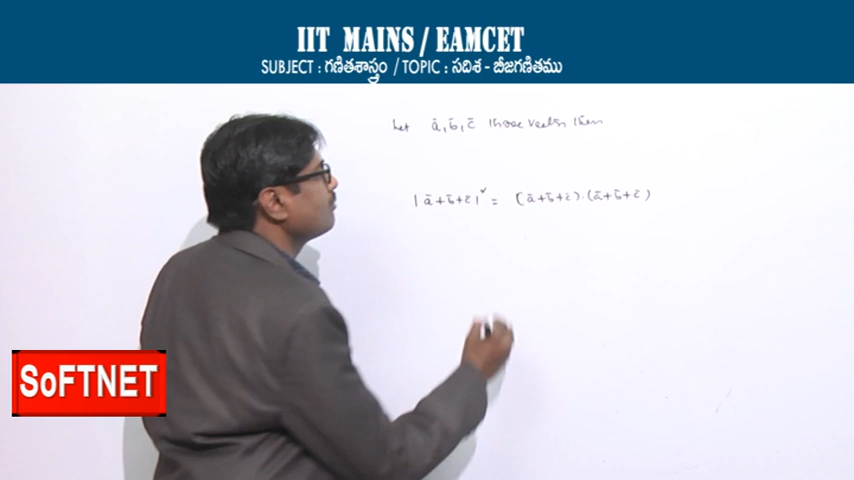 IIT MAINS / EAMCET
SUBJECT : గణితశాస్త్రం / TOPIC : సదిశ - బీజగణితము
Let ā, b̄, c̄ three vectors then
|ā+b̄+c̄|² = (ā+b̄+c̄).(ā+b̄+c̄)
SoFTNET